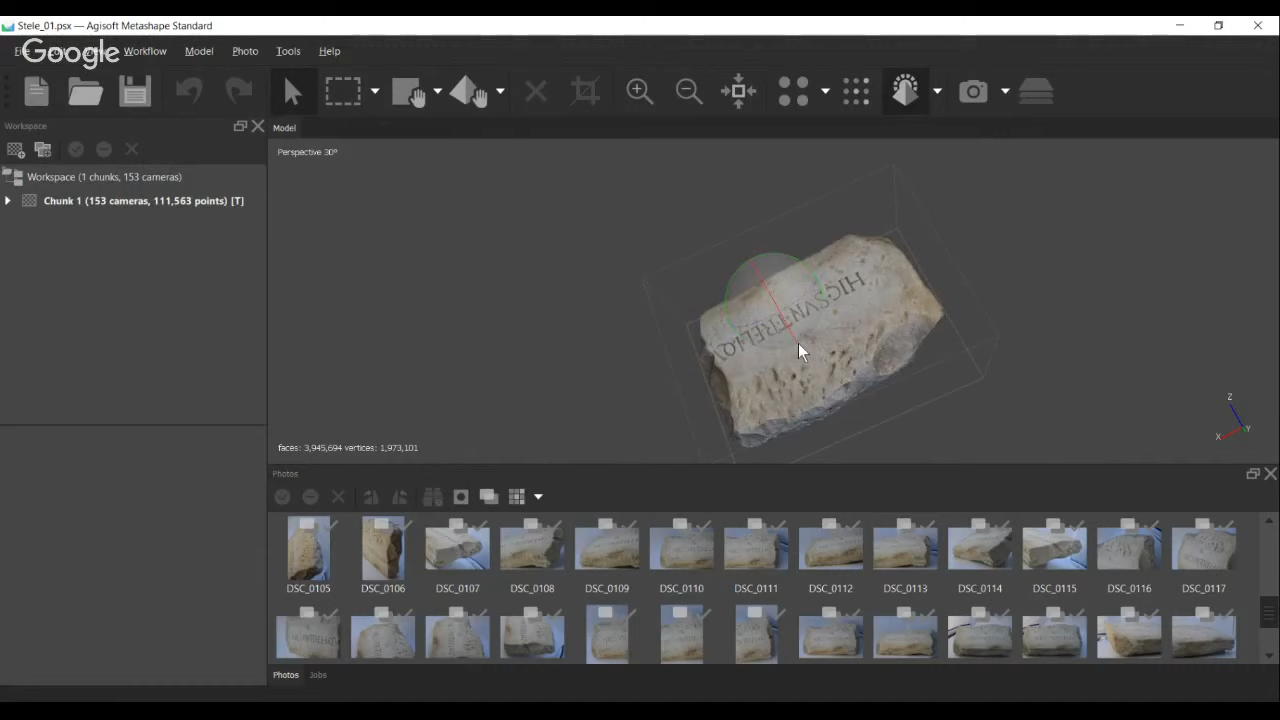 Stele_01.psx — Agisoft Metashape Standard
Google
Workflow Model Photo Tools Help
Workspace
Workspace (1 chunks, 153 cameras)
Chunk 1 (153 cameras, 111,563 points) [T]
Model
Perspective 30°
faces: 3,945,694 vertices: 1,973,101
Z
X
Y
Photos
DSC_0105 DSC_0106 DSC_0107 DSC_0108 DSC_0109 DSC_0110 DSC_0111 DSC_0112 DSC_0113 DSC_0114 DSC_0115 DSC_0116 DSC_0117
Photos Jobs